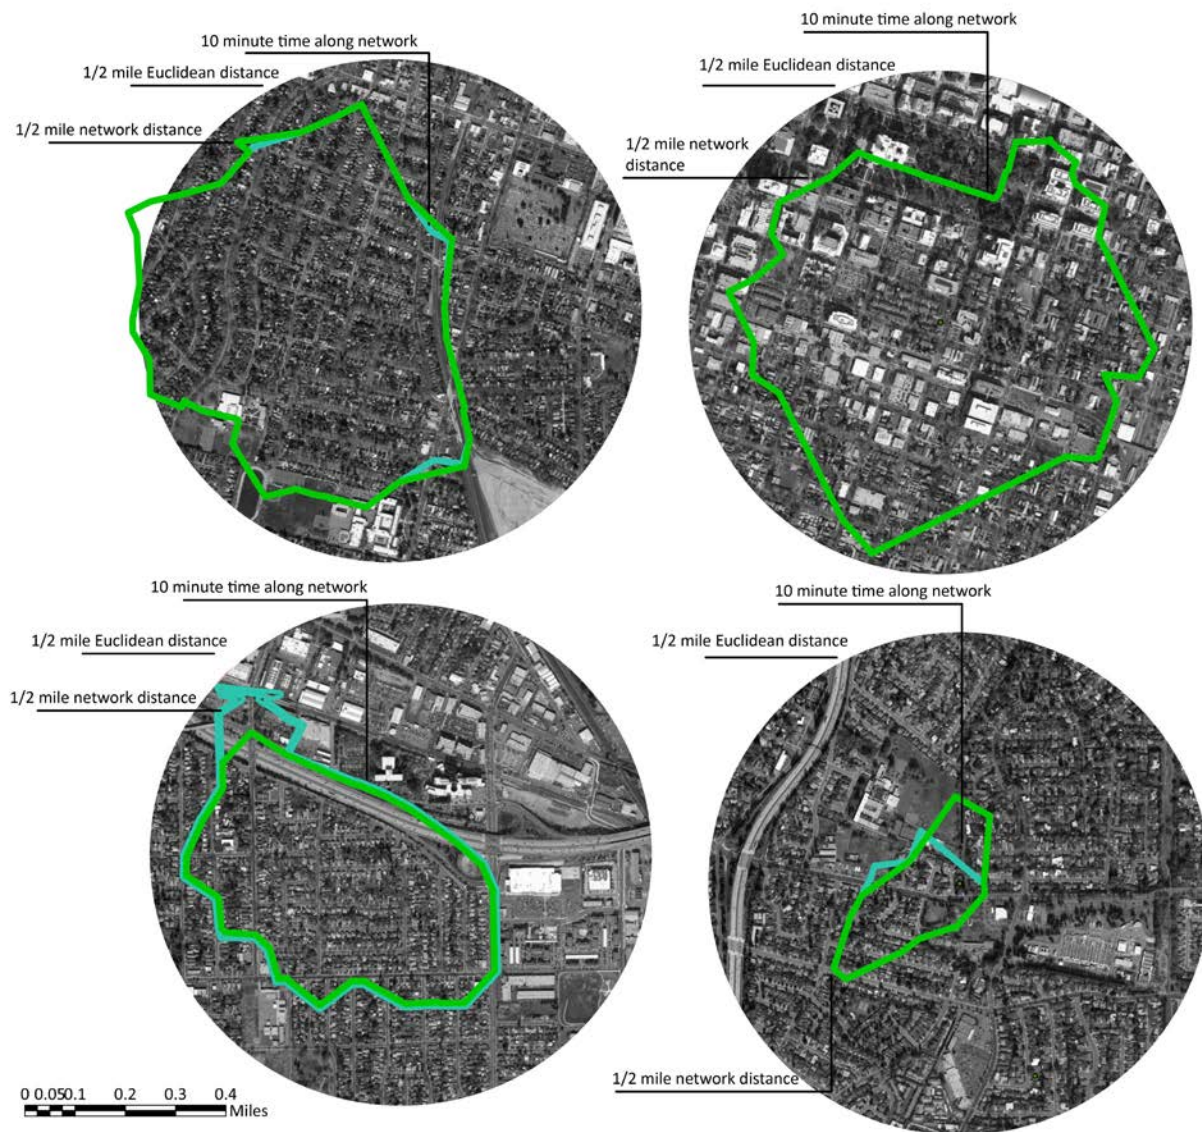 10 minute time along network
1/2 mile Euclidean distance
1/2 mile network distance
10 minute time along network
1/2 mile Euclidean distance
1/2 mile network
distance
10 minute time along network
1/2 mile Euclidean distance
1/2 mile network distance
10 minute time along network
1/2 mile Euclidean distance
1/2 mile network distance
0 0.050.1 0.2 0.3 0.4
Miles